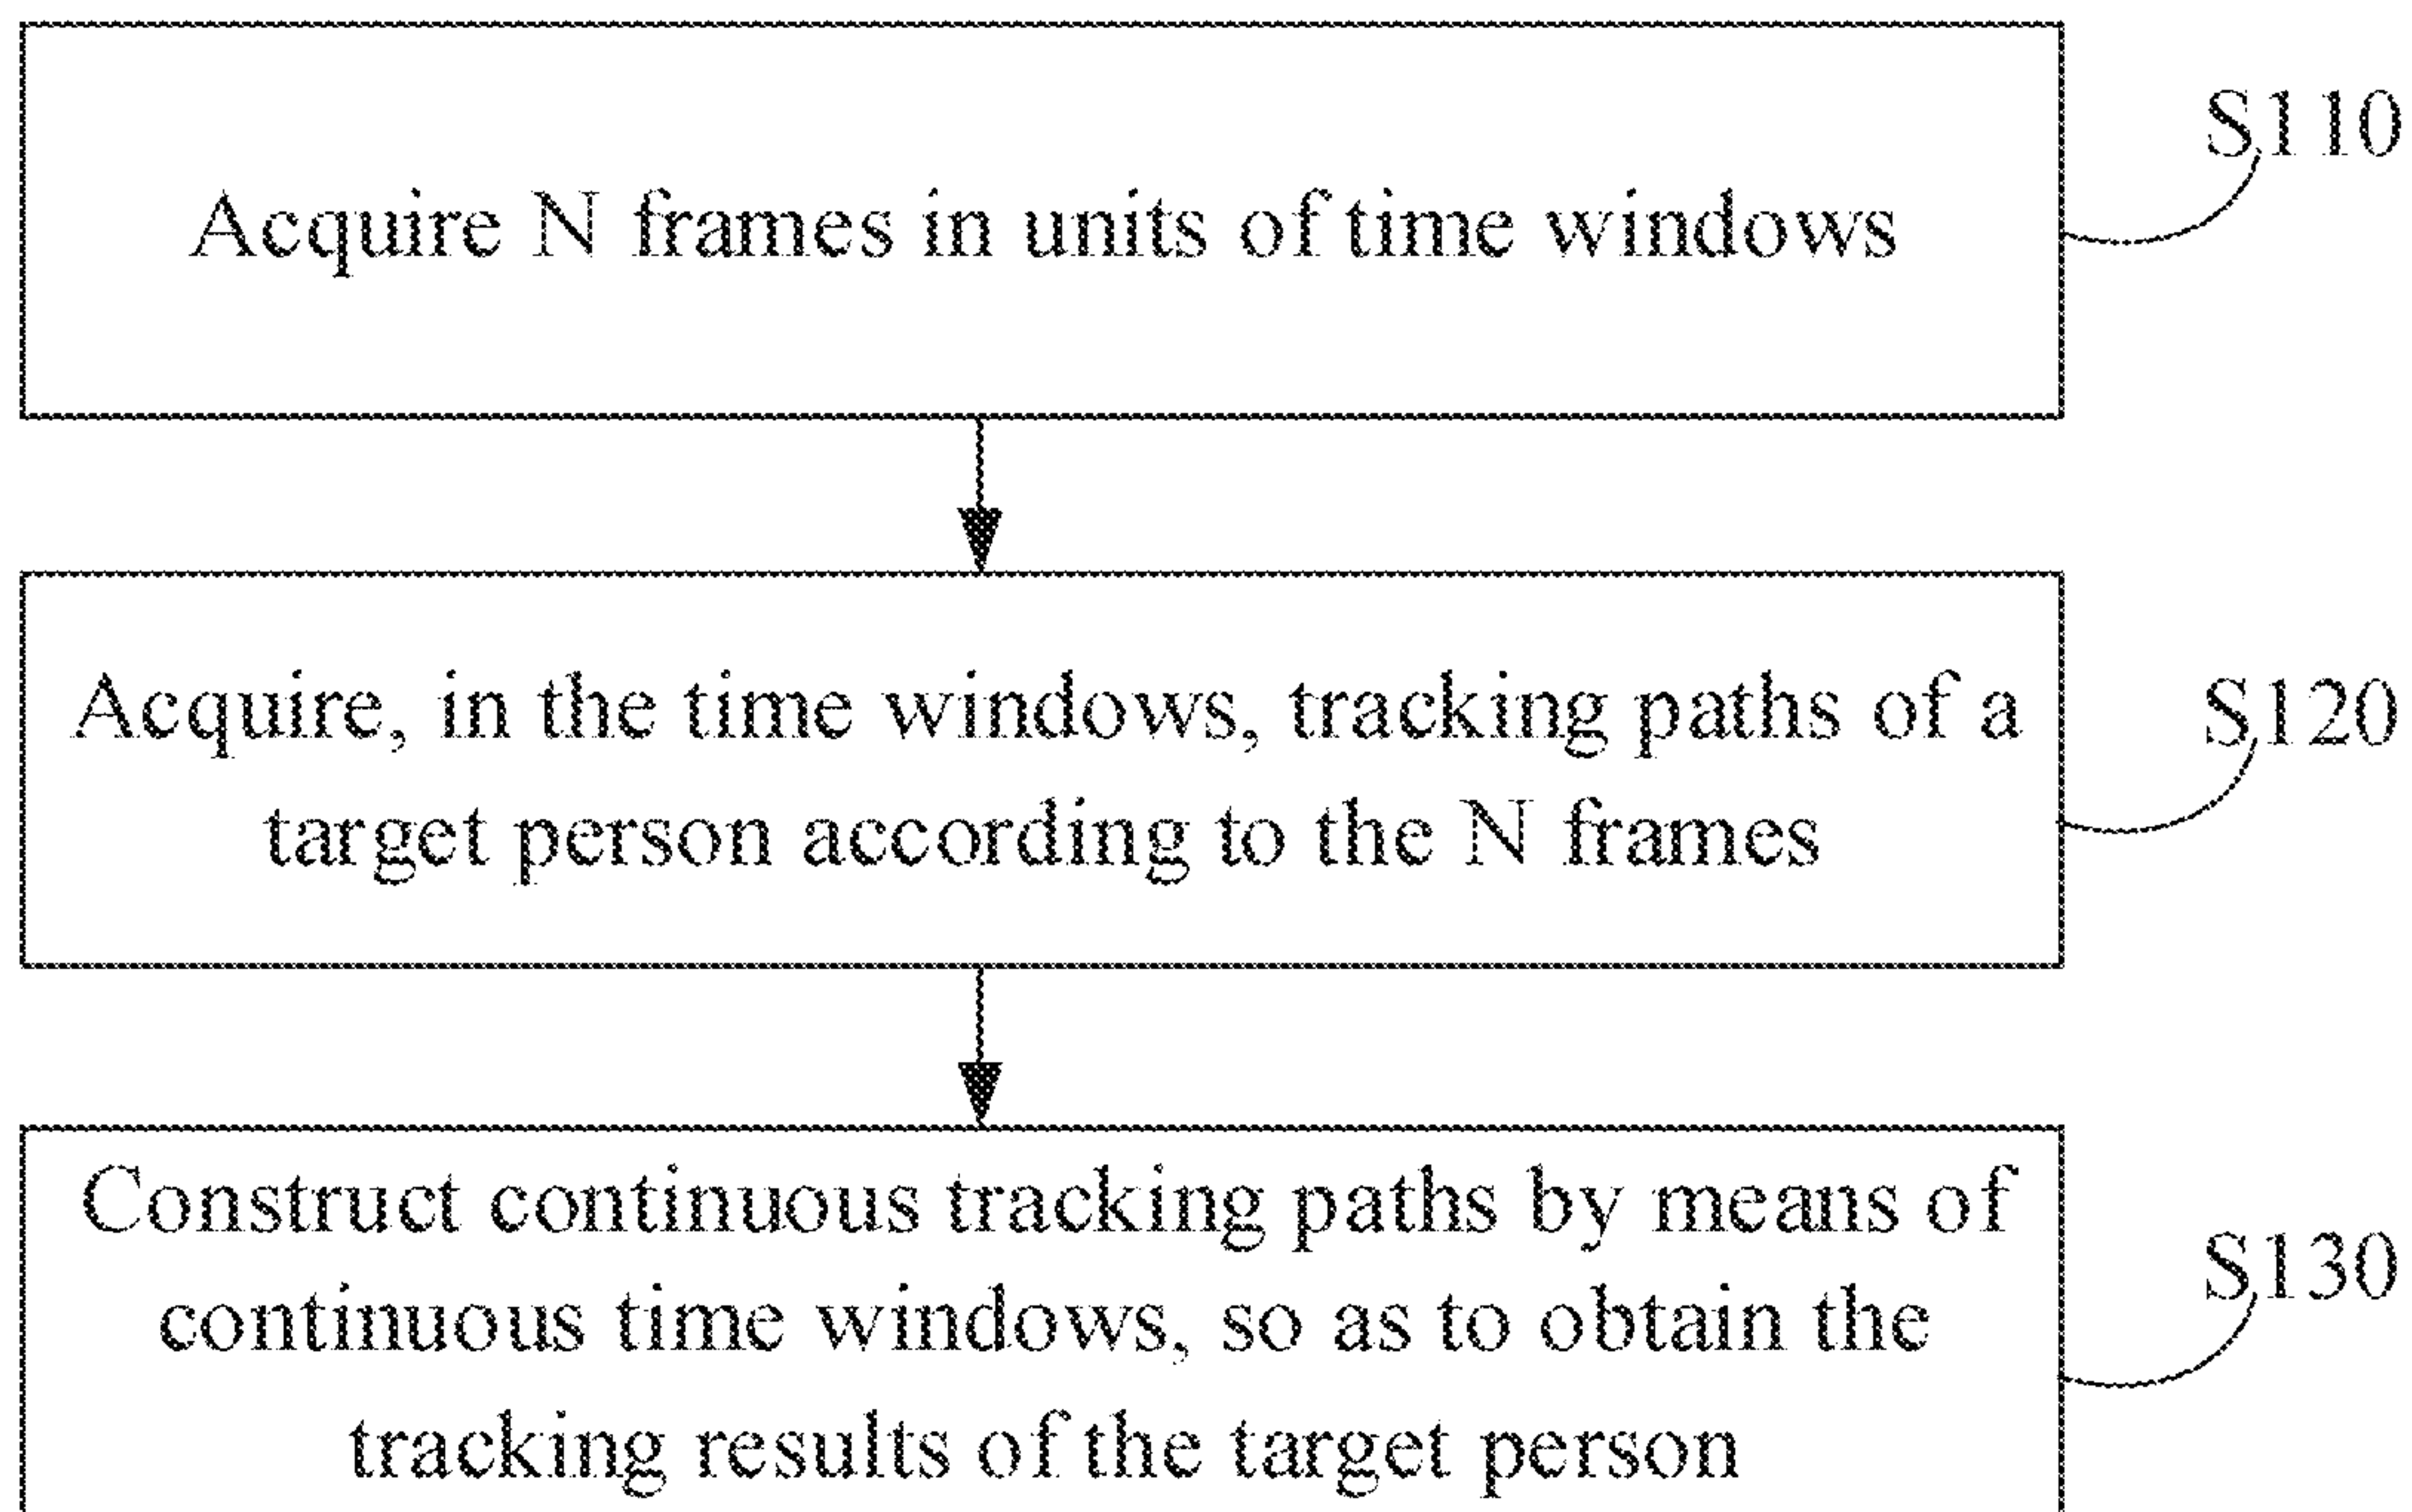 Acquire N frames in units of time windows
S110
Acquire, in the time windows, tracking paths of a
target person according to the N frames
S120
Construct continuous tracking paths by means of
continuous time windows, so as to obtain the
tracking results of the target person
S130